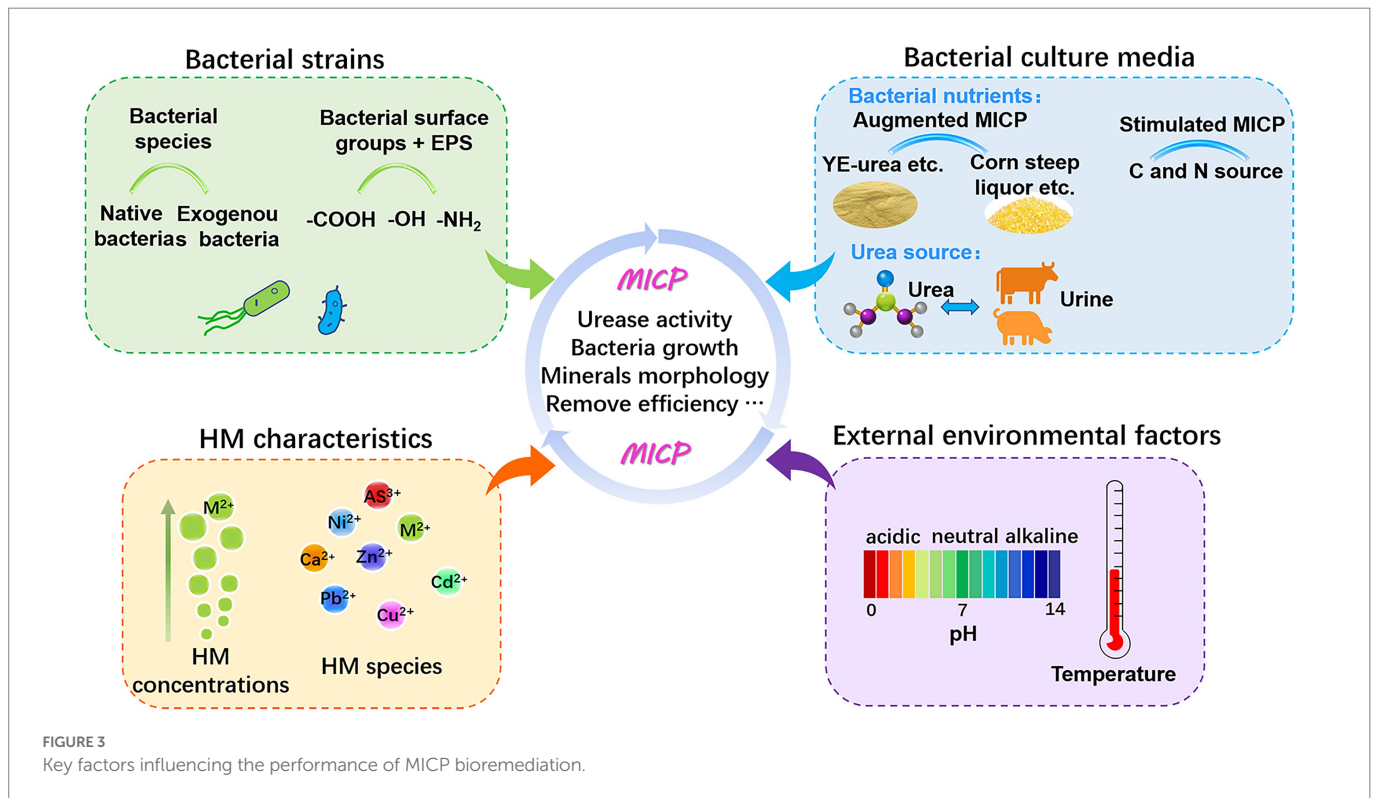 Bacterial strains
Bacterial
species
Bacterial surface
groups + EPS
Native
bacterias
Exogenou
bacteria
-COOH -OH -NH₂
Bacterial culture media
Bacterial nutrients:
Augmented MICP
YE-urea etc.
Corn steep
liquor etc.
Stimulated MICP
C and N source
Urea source:
Urea
Urine
MICP
Urease activity
Bacteria growth
Minerals morphology
Remove efficiency ···
MICP
HM characteristics
M²⁺
HM
concentrations
AS³⁺
Ni²⁺
M²⁺
Ca²⁺
Zn²⁺
Cd²⁺
Pb²⁺
Cu²⁺
HM species
External environmental factors
acidic neutral alkaline
0 7 14
pH
Temperature
FIGURE 3
Key factors influencing the performance of MICP bioremediation.